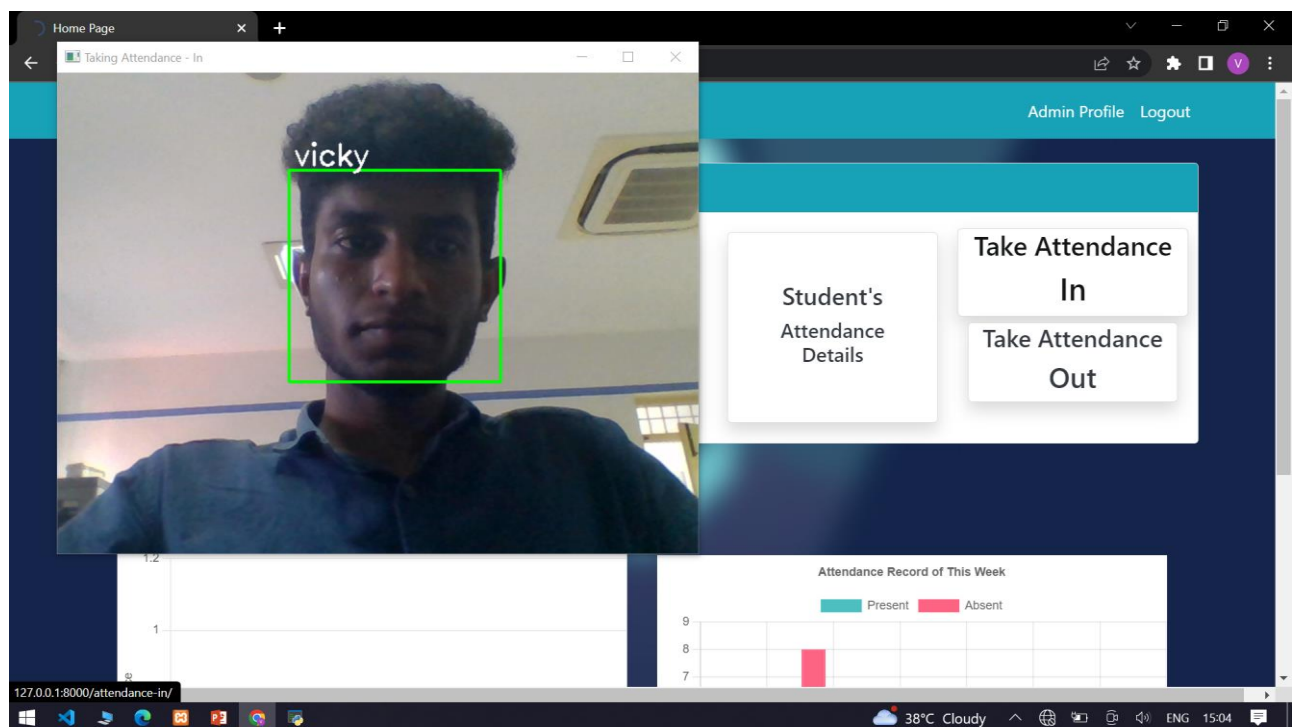 Home Page
Taking Attendance - In
V
Admin Profile Logout
vicky
Student's
Attendance
Details
Take Attendance
In
Take Attendance
Out
1.2
1
Attendance Record of This Week
Present Absent
9
8
7
127.0.0.1:8000/attendance-in/
38°C Cloudy ENG 15:04